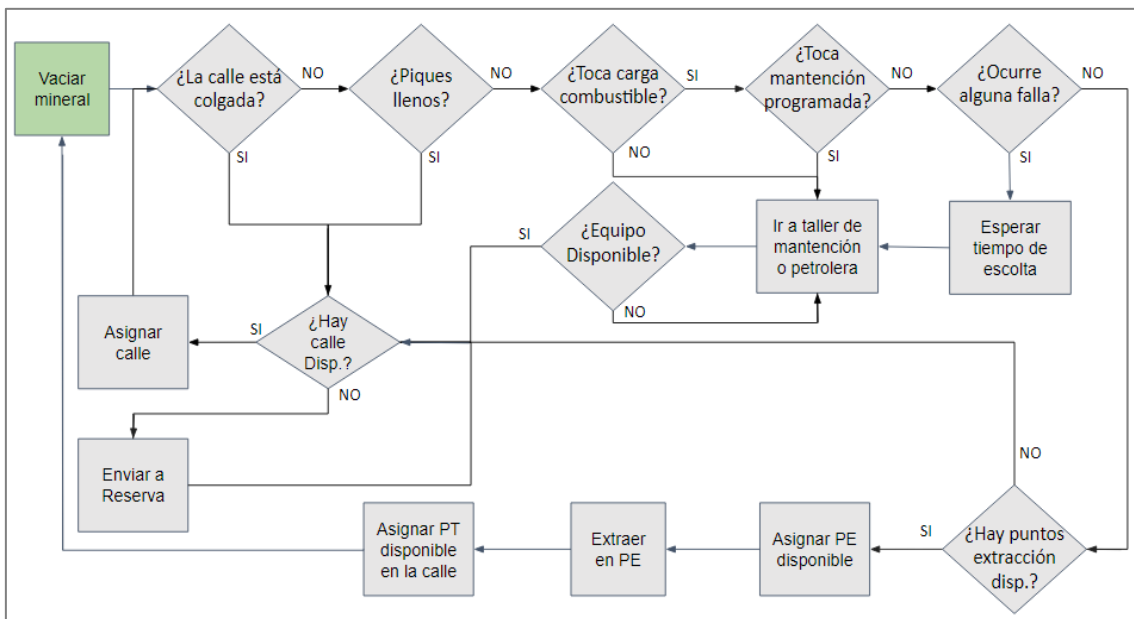 Vaciar
mineral
¿La calle está
colgada?
NO
SI
¿Piques
llenos?
NO
SI
¿Toca carga
combustible?
SI
NO
¿Toca
mantención
programada?
NO
SI
¿Ocurre
alguna falla?
NO
SI
SI
¿Equipo
Disponible?
NO
Ir a taller de
mantención
o petrolera
Esperar
tiempo de
escolta
Asignar
calle
SI
¿Hay
calle
Disp.?
NO
Enviar a
Reserva
NO
Asignar PT
disponible
en la calle
Extraer
en PE
Asignar PE
disponible
SI
¿Hay puntos
extracción
disp.?